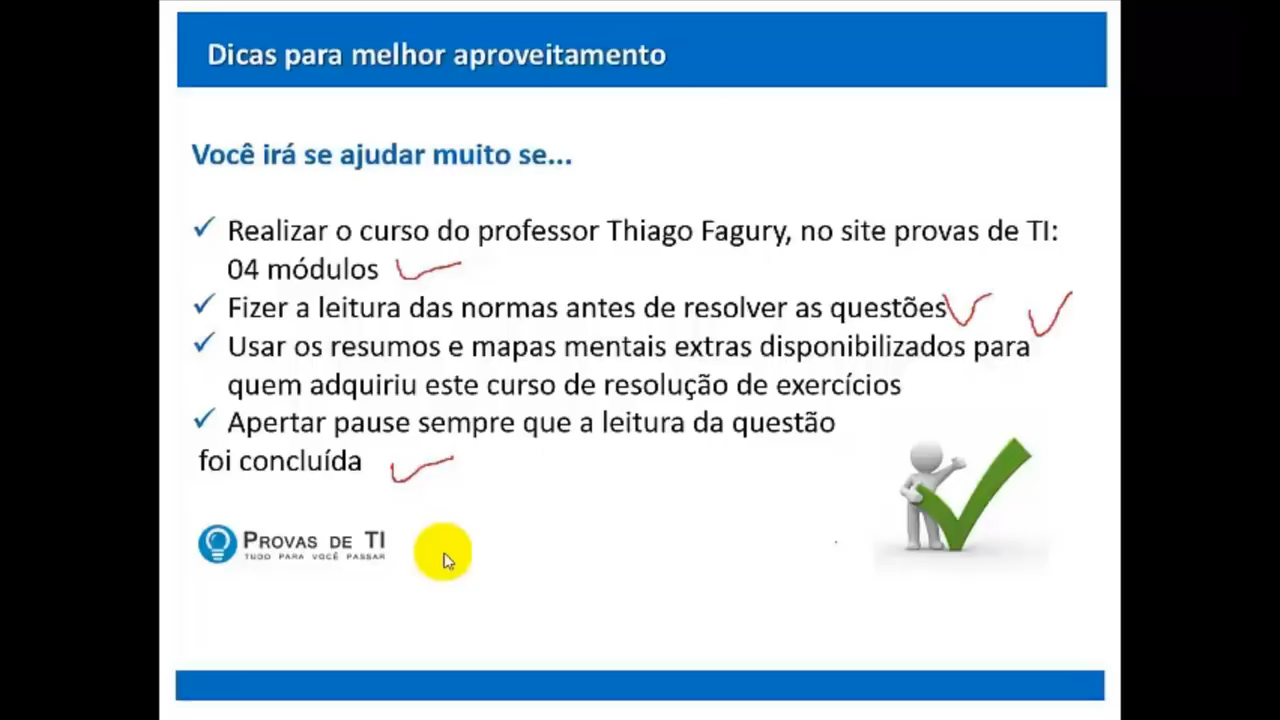 Dicas para melhor aproveitamento
Você irá se ajudar muito se...
Realizar o curso do professor Thiago Fagury, no site provas de TI:
04 módulos
Fizer a leitura das normas antes de resolver as questões
Usar os resumos e mapas mentais extras disponibilizados para
quem adquiriu este curso de resolução de exercícios
Apertar pause sempre que a leitura da questão
foi concluída
PROVAS DE TI
TUDO PARA VOCÊ PASSAR